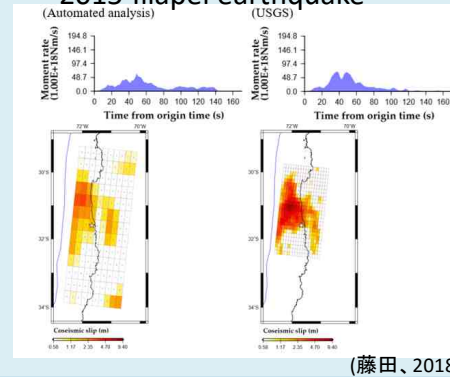 2015 Illapel earthquake
(Automated analysis)
(USGS)
Moment rate
(1.00E+18Nm/s)
194.8
146.1
97.4
48.7
0.0
0 20 40 60 80 100 120 140 160
Time from origin time (s)
Moment rate
(1.00E+18Nm/s)
194.8
146.1
97.4
48.7
0.0
0 20 40 60 80 100 120 140 160
Time from origin time (s)
72°W 70°W
30°S
32°S
34°S
Coseismic slip (m)
0.58 1.17 2.35 4.70 9.40
72°W 70°W
30°S
32°S
34°S
Coseismic slip (m)
0.58 1.17 2.35 4.70 9.40
(藤田、2018